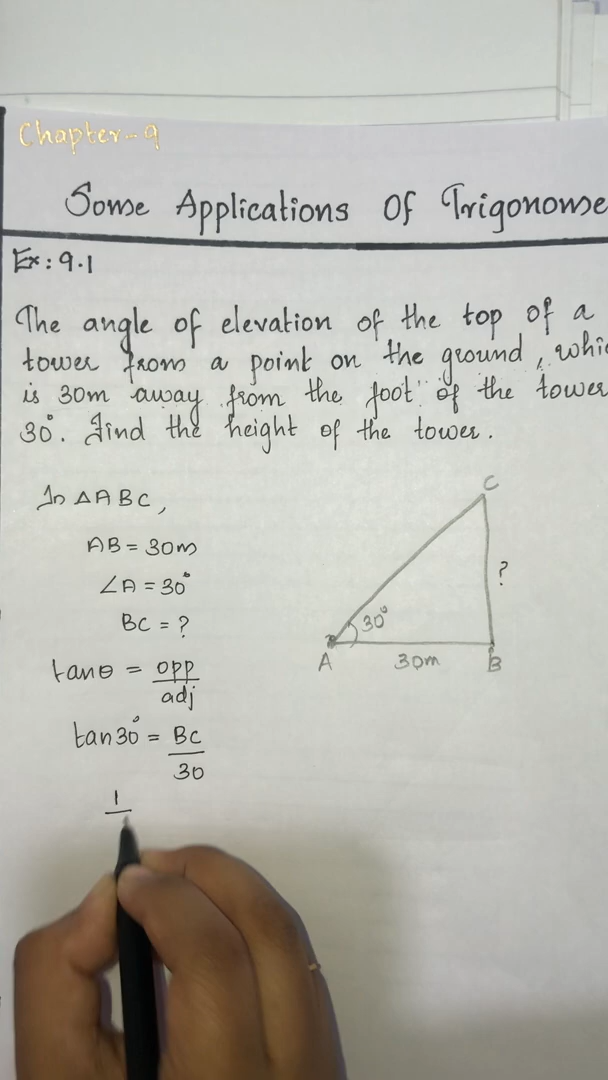 Chapter-9
Some Applications Of Trigonome
Ex: 9.1
The angle of elevation of the top of a
tower from a point on the ground, whi
is 30m away from the foot of the tower
30°. Find the height of the tower.
In ΔABC,
AB = 30m
∠A = 30°
BC = ?
tanθ = opp
adj
tan30° = BC
30
1
C
?
30°
A
30m
B